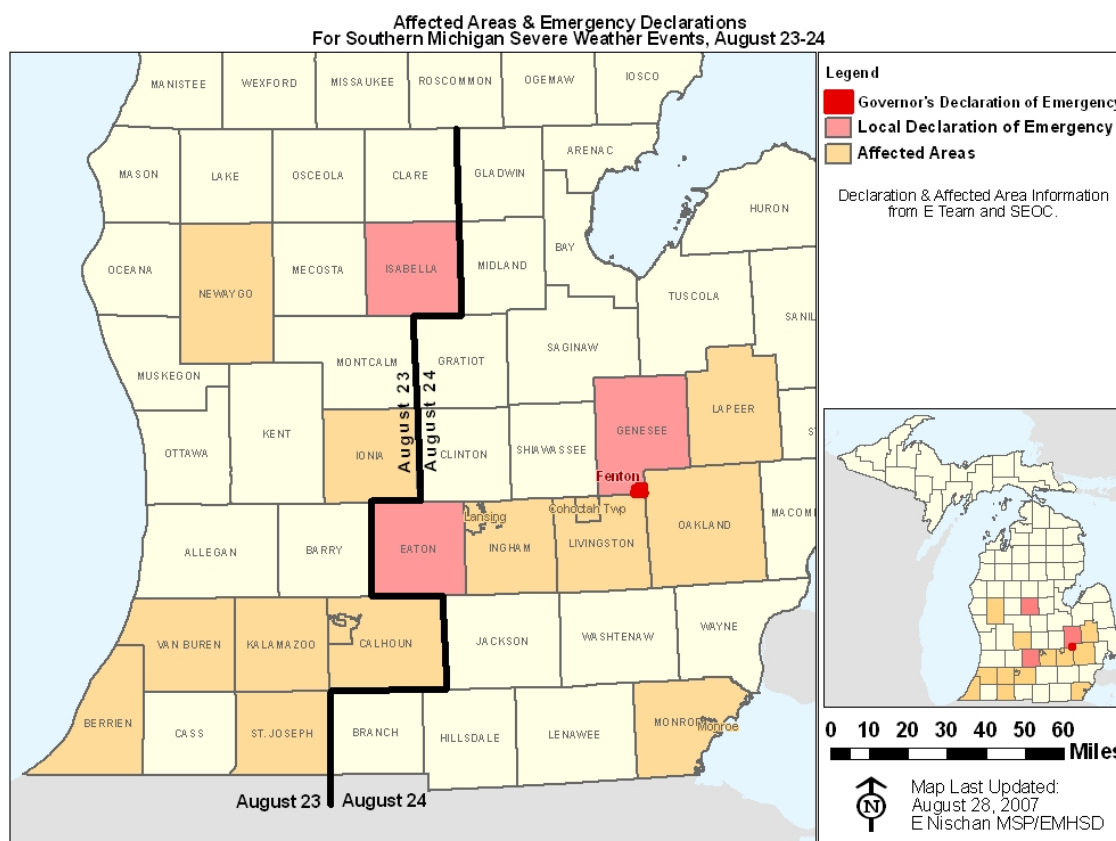 Affected Areas & Emergency Declarations
For Southern Michigan Severe Weather Events, August 23-24
MANISTEE
WEXFORD
MISSAUKEE
ROSCOMMON
OGEMAW
IOSCO
MASON
LAKE
OSCEOLA
CLARE
GLADWIN
ARENAC
HURON
OCEANA
NEWAYGO
MECOSTA
ISABELLA
MIDLAND
BAY
TUSCOLA
SANIL
MUSKEGON
MONTCALM
GRATIOT
SAGINAW
August 23
August 24
LAPEER
GENESEE
OTTAWA
KENT
IONIA
CLINTON
SHIAWASSEE
ST
Fenton
Lansing
Cohoctah Twp
ALLEGAN
BARRY
EATON
INGHAM
LIVINGSTON
OAKLAND
MACOMB
VAN BUREN
KALAMAZOO
CALHOUN
JACKSON
WASHTENAW
WAYNE
BERRIEN
CASS
ST. JOSEPH
BRANCH
HILLSDALE
LENAWEE
MONROE
Monroe
August 23
August 24
Legend
Governor's Declaration of Emergency
Local Declaration of Emergency
Affected Areas
Declaration & Affected Area Information
from E Team and SEOC.
0 10 20 30 40 50 60
Miles
N
Map Last Updated:
August 28, 2007
E Nischan MSP/EMHSD